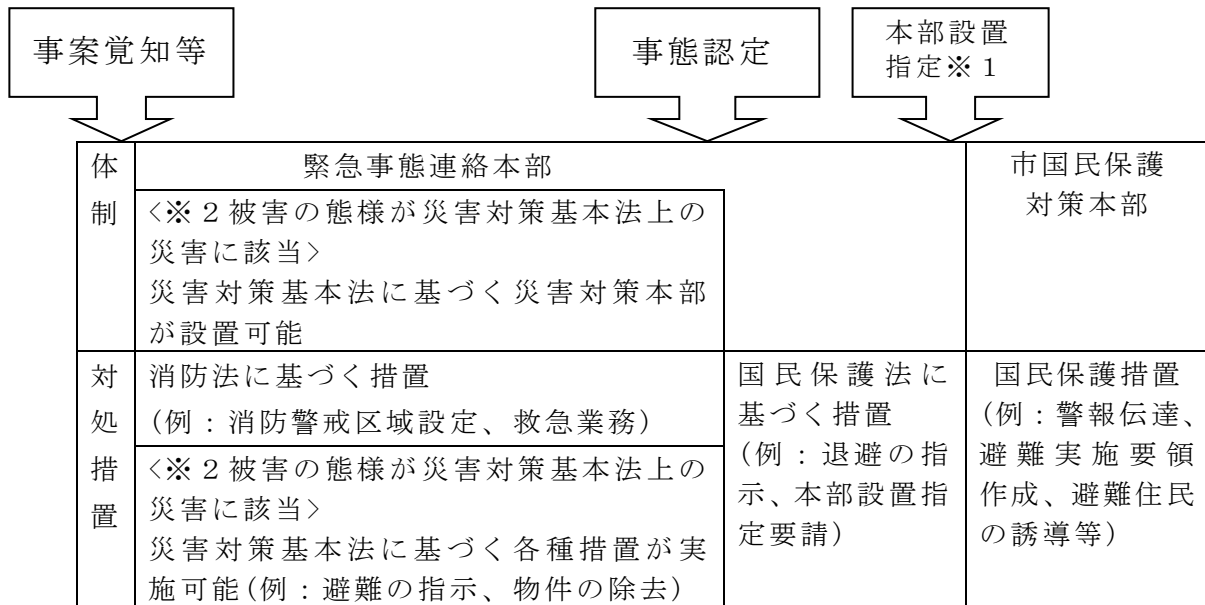 事案覚知等
事態認定
本部設置
指定※1
体
制
緊急事態連絡本部
<※2被害の態様が災害対策基本法上の
災害に該当>
災害対策基本法に基づく災害対策本部
が設置可能
市国民保護
対策本部
対
処
措
置
消防法に基づく措置
(例:消防警戒区域設定、救急業務)
<※2被害の態様が災害対策基本法上の
災害に該当>
災害対策基本法に基づく各種措置が実
施可能(例:避難の指示、物件の除去)
国民保護法に
基づく措置
(例:退避の指
示、本部設置指
定要請)
国民保護措置
(例:警報伝達、
避難実施要領
作成、避難住民
の誘導等)